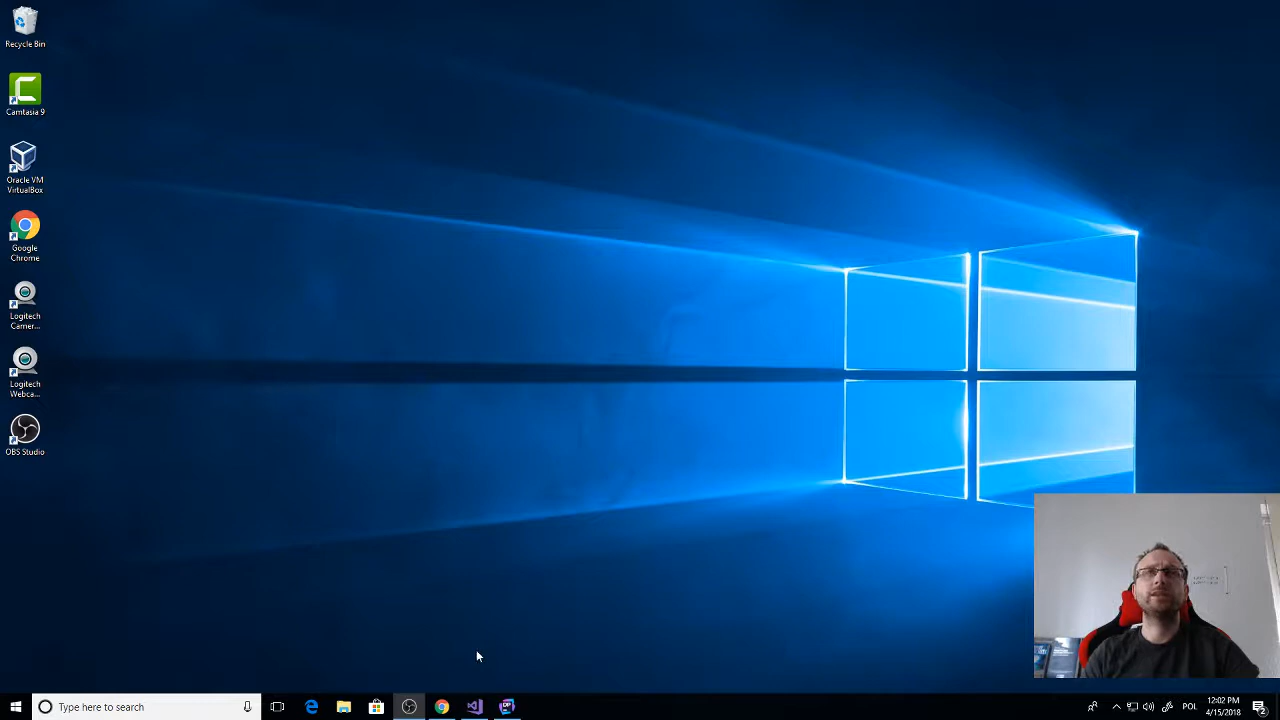 Recycle Bin
Camtasia 9
Oracle VM
VirtualBox
Google
Chrome
Logitech
Camer...
Logitech
Webca...
OBS Studio
Type here to search
POL
12:02 PM
4/15/2018
2